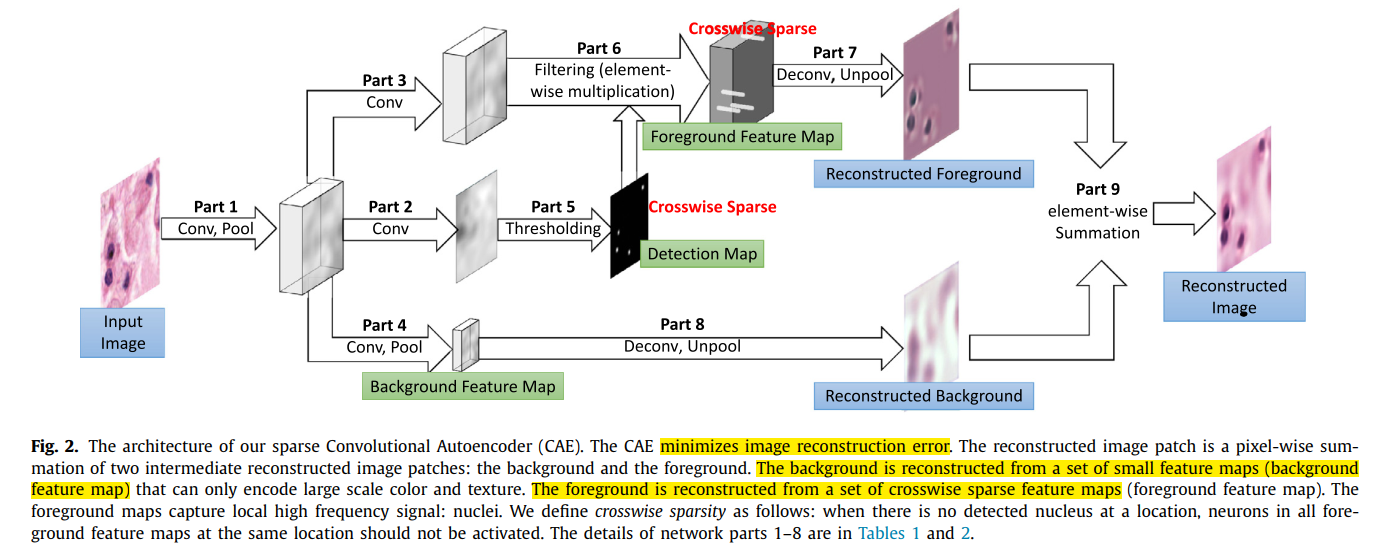 Crosswise Sparse
Part 6
Filtering (element-
wise multiplication)
Part 7
Deconv, Unpool
Part 3
Conv
Foreground Feature Map
Reconstructed Foreground
Part 1
Conv, Pool
Part 2
Conv
Part 5
Thresholding
Crosswise Sparse
Detection Map
Part 9
element-wise
Summation
Input
Image
Part 4
Conv, Pool
Part 8
Deconv, Unpool
Background Feature Map
Reconstructed Background
Reconstructed
Image
Fig. 2. The architecture of our sparse Convolutional Autoencoder (CAE). The CAE minimizes image reconstruction error. The reconstructed image patch is a pixel-wise sum-
mation of two intermediate reconstructed image patches: the background and the foreground. The background is reconstructed from a set of small feature maps (background
feature map) that can only encode large scale color and texture. The foreground is reconstructed from a set of crosswise sparse feature maps (foreground feature map). The
foreground maps capture local high frequency signal: nuclei. We define crosswise sparsity as follows: when there is no detected nucleus at a location, neurons in all fore-
ground feature maps at the same location should not be activated. The details of network parts 1–8 are in Tables 1 and 2.